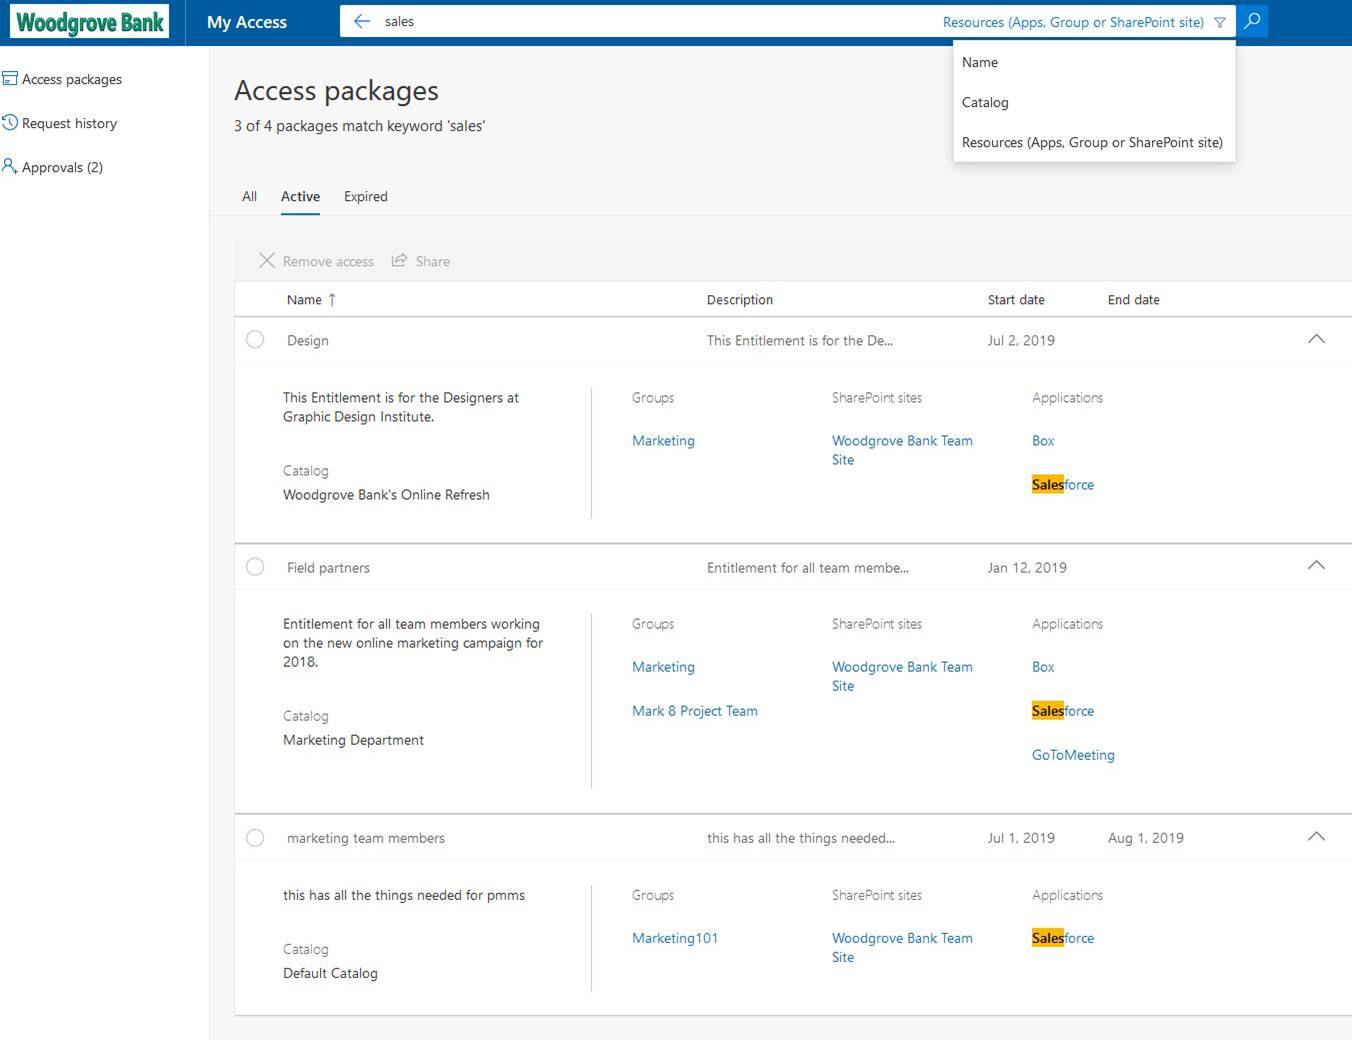 Woodgrove Bank
My Access
sales
Resources (Apps, Group or SharePoint site)
Name
Catalog
Resources (Apps, Group or SharePoint site)
Access packages
Request history
Approvals (2)
Access packages
3 of 4 packages match keyword 'sales'
All Active Expired
Remove access Share
Name ↑ Description Start date End date
Design This Entitlement is for the De... Jul 2, 2019
This Entitlement is for the Designers at
Graphic Design Institute.
Catalog
Woodgrove Bank's Online Refresh
Groups
Marketing
SharePoint sites
Woodgrove Bank Team
Site
Applications
Box
Salesforce
Field partners Entitlement for all team membe... Jan 12, 2019
Entitlement for all team members working
on the new online marketing campaign for
2018.
Catalog
Marketing Department
Groups
Marketing
Mark 8 Project Team
SharePoint sites
Woodgrove Bank Team
Site
Applications
Box
Salesforce
GoToMeeting
marketing team members this has all the things needed... Jul 1, 2019 Aug 1, 2019
this has all the things needed for pmms
Catalog
Default Catalog
Groups
Marketing101
SharePoint sites
Woodgrove Bank Team
Site
Applications
Salesforce